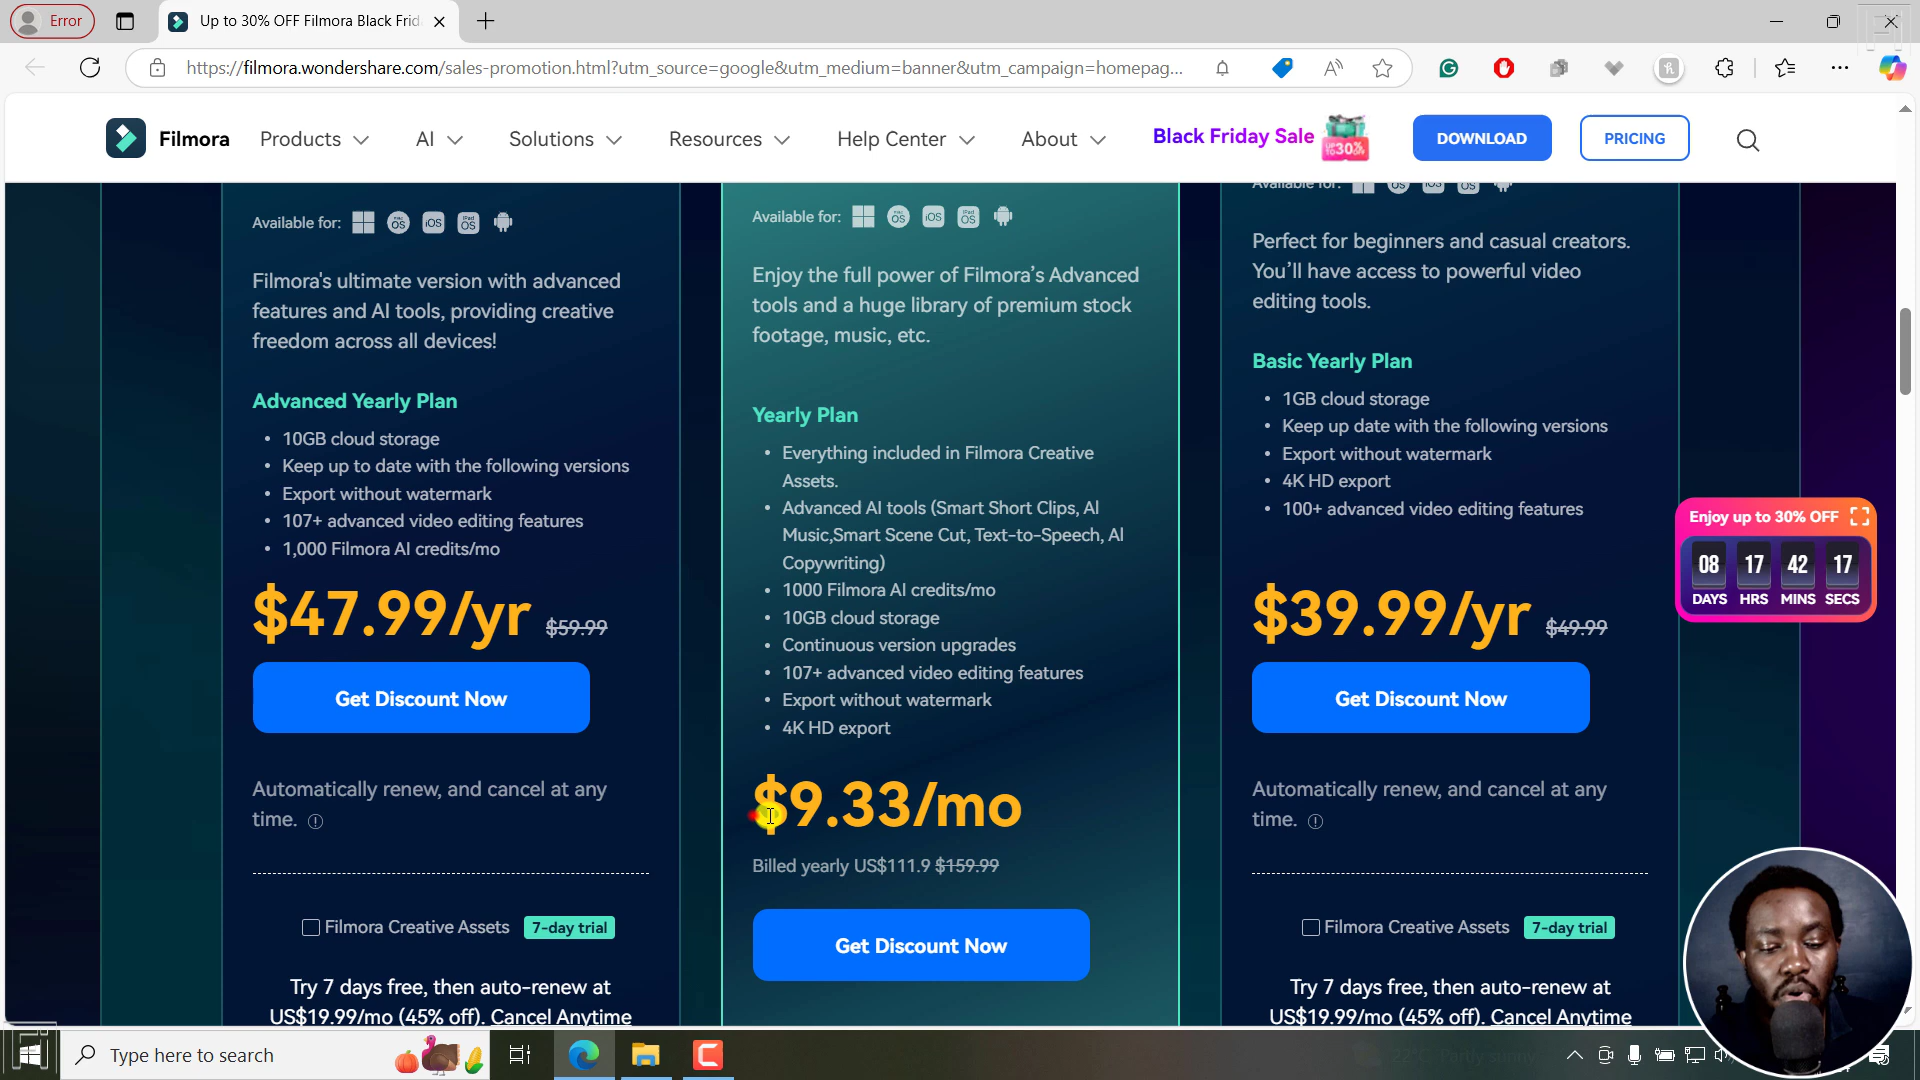 Error
Up to 30% OFF Filmora Black Frid
https://filmora.wondershare.com/sales-promotion.html?utm_source=google&utm_medium=banner&utm_campaign=homepag...
Filmora
Products
AI
Solutions
Resources
Help Center
About
Black Friday Sale
UP TO 30%
DOWNLOAD
PRICING
Available for:
Filmora's ultimate version with advanced
features and AI tools, providing creative
freedom across all devices!
Advanced Yearly Plan
• 10GB cloud storage
• Keep up to date with the following versions
• Export without watermark
• 107+ advanced video editing features
• 1,000 Filmora AI credits/mo
$47.99/yr $59.99
Get Discount Now
Automatically renew, and cancel at any
time.
Filmora Creative Assets 7-day trial
Try 7 days free, then auto-renew at
US$19.99/mo (45% off). Cancel Anytime
Available for:
Enjoy the full power of Filmora’s Advanced
tools and a huge library of premium stock
footage, music, etc.
Yearly Plan
• Everything included in Filmora Creative
Assets.
• Advanced AI tools (Smart Short Clips, AI
Music,Smart Scene Cut, Text-to-Speech, AI
Copywriting)
• 1000 Filmora AI credits/mo
• 10GB cloud storage
• Continuous version upgrades
• 107+ advanced video editing features
• Export without watermark
• 4K HD export
$9.33/mo
Billed yearly US$111.9 $159.99
Get Discount Now
Available for:
Perfect for beginners and casual creators.
You’ll have access to powerful video
editing tools.
Basic Yearly Plan
• 1GB cloud storage
• Keep up date with the following versions
• Export without watermark
• 4K HD export
• 100+ advanced video editing features
$39.99/yr $49.99
Get Discount Now
Automatically renew, and cancel at any
time.
Filmora Creative Assets 7-day trial
Try 7 days free, then auto-renew at
US$19.99/mo (45% off). Cancel Anytime
Enjoy up to 30% OFF
08 17 42 17
DAYS HRS MINS SECS
Type here to search
22°C Partly sunny